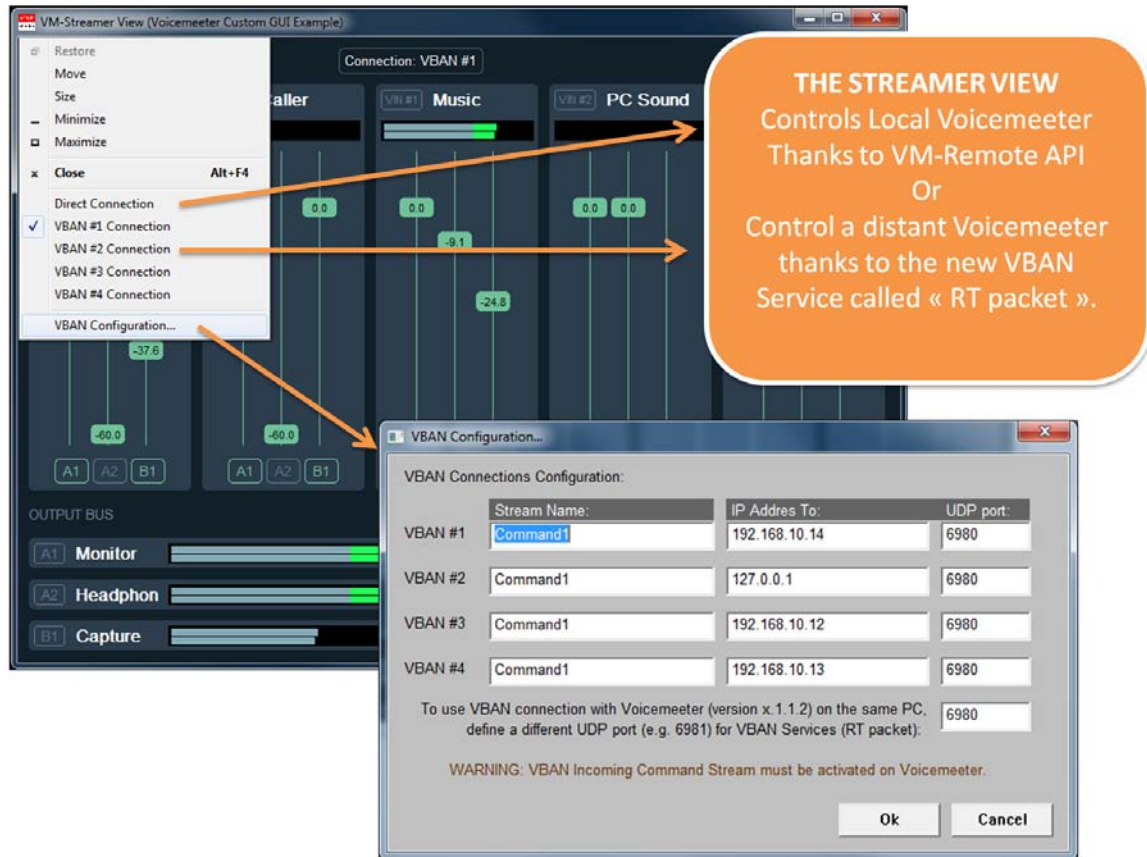 VM-Streamer View (Voicemeeter Custom GUI Example)
Restore
Move
Size
Minimize
Maximize
Close Alt+F4
Direct Connection
VBAN #1 Connection
VBAN #2 Connection
VBAN #3 Connection
VBAN #4 Connection
VBAN Configuration...
Connection: VBAN #1
aller
VIN #1 Music
VIN #2 PC Sound
0.0
0.0
0.0 0.0
-9.1
-24.8
-37.6
-60.0
-60.0
A1 A2 B1
A1 A2 B1
OUTPUT BUS
A1 Monitor
A2 Headphon
B1 Capture
THE STREAMER VIEW
Controls Local Voicemeeter
Thanks to VM-Remote API
Or
Control a distant Voicemeeter
thanks to the new VBAN
Service called « RT packet ».
VBAN Configuration...
VBAN Connections Configuration:
Stream Name: IP Addres To: UDP port:
VBAN #1 Command1 192.168.10.14 6980
VBAN #2 Command1 127.0.0.1 6980
VBAN #3 Command1 192.168.10.12 6980
VBAN #4 Command1 192.168.10.13 6980
To use VBAN connection with Voicemeeter (version x.1.1.2) on the same PC,
define a different UDP port (e.g. 6981) for VBAN Services (RT packet):
6980
WARNING: VBAN Incoming Command Stream must be activated on Voicemeeter.
Ok Cancel